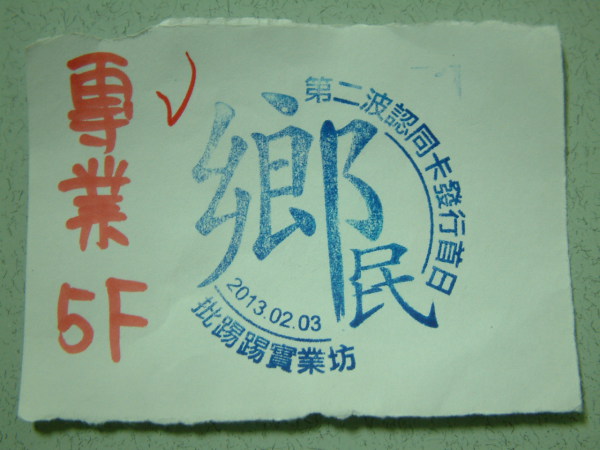 專業
5F
第二波認同卡發行首日
鄉民
2013.02.03
批踢踢實業坊